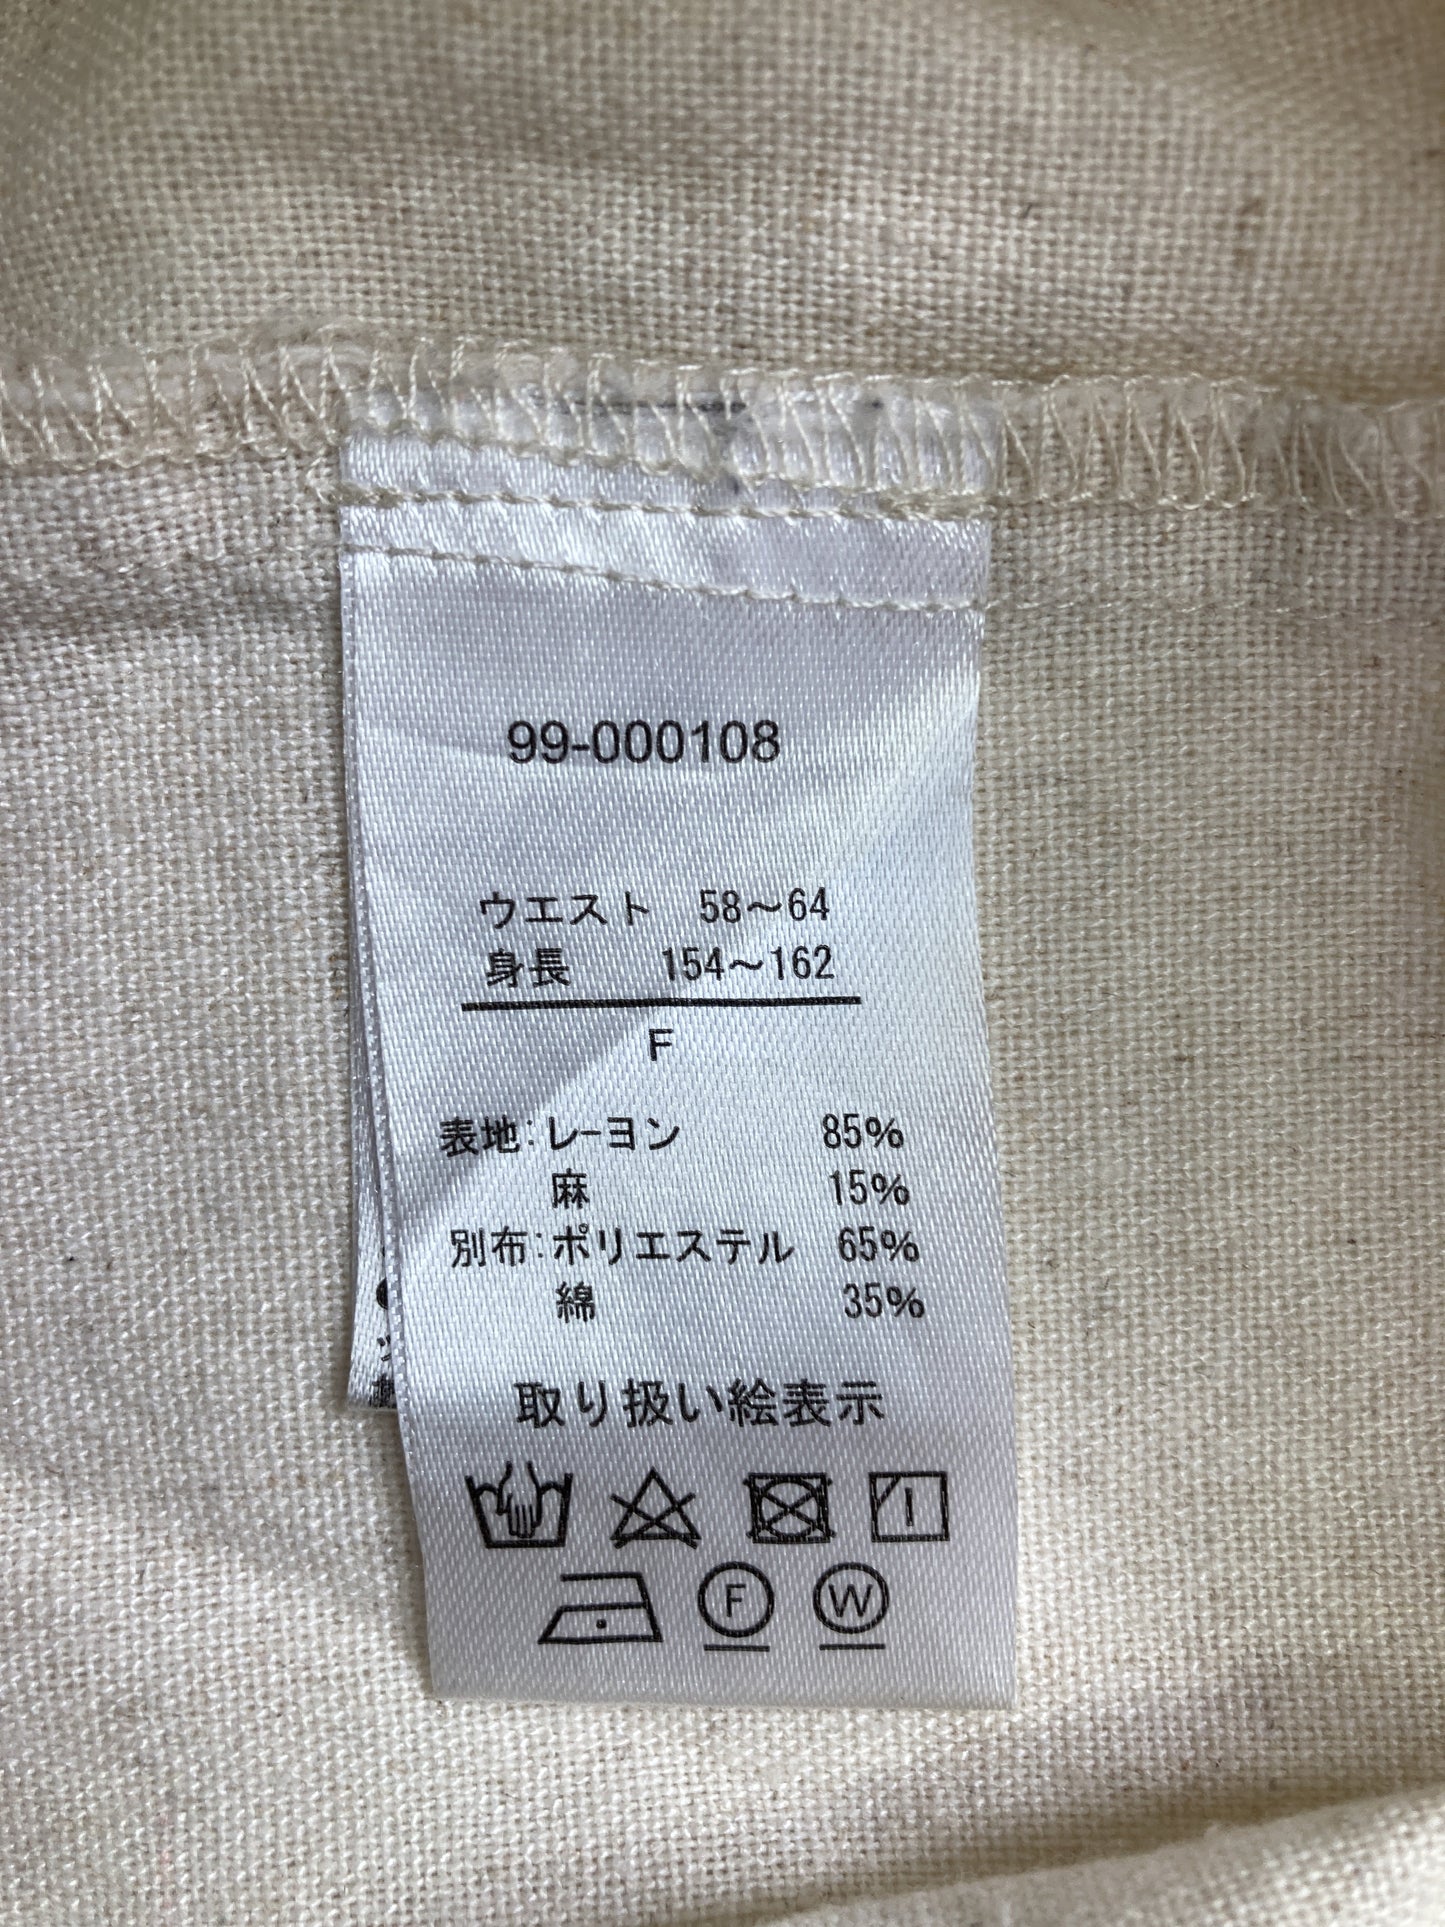 99-000108
ウエスト 58～64
身長 154～162
F
表地:レーヨン 85%
麻 15%
別布:ポリエステル 65%
綿 35%
取り扱い絵表示
F W